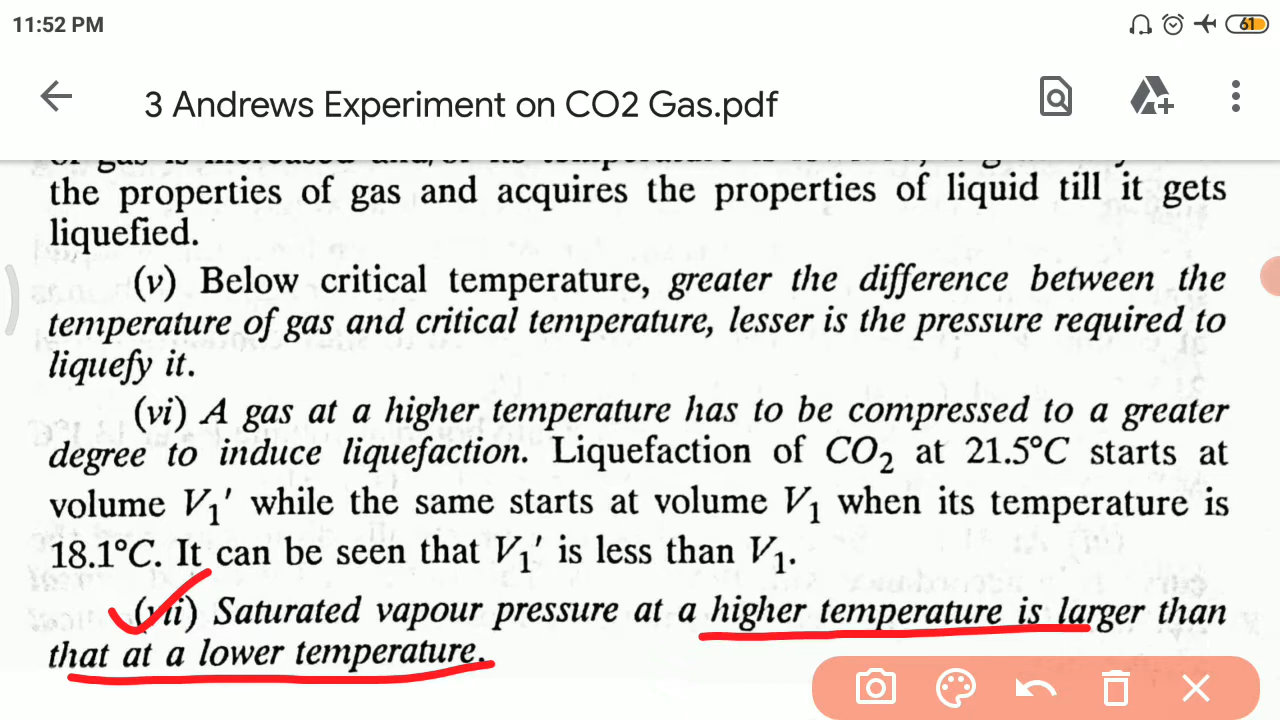 11:52 PM
61
3 Andrews Experiment on CO2 Gas.pdf
the properties of gas and acquires the properties of liquid till it gets
liquefied.
(v) Below critical temperature, greater the difference between the
temperature of gas and critical temperature, lesser is the pressure required to
liquefy it.
(vi) A gas at a higher temperature has to be compressed to a greater
degree to induce liquefaction. Liquefaction of CO₂ at 21.5°C starts at
volume V₁′ while the same starts at volume V₁ when its temperature is
18.1°C. It can be seen that V₁′ is less than V₁.
(vii) Saturated vapour pressure at a higher temperature is larger than
that at a lower temperature.